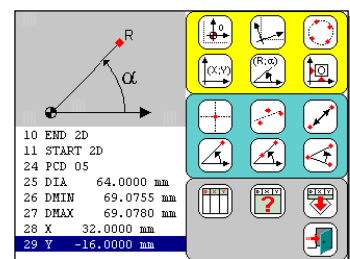 R
α
10 END 2D
11 START 2D
24 PCD 05
25 DIA 64.0000 mm
26 DMIN 69.0755 mm
27 DMAX 69.0780 mm
28 X 32.0000 mm
29 Y -16.0000 mm
0
(X;Y)
(R;α)
?